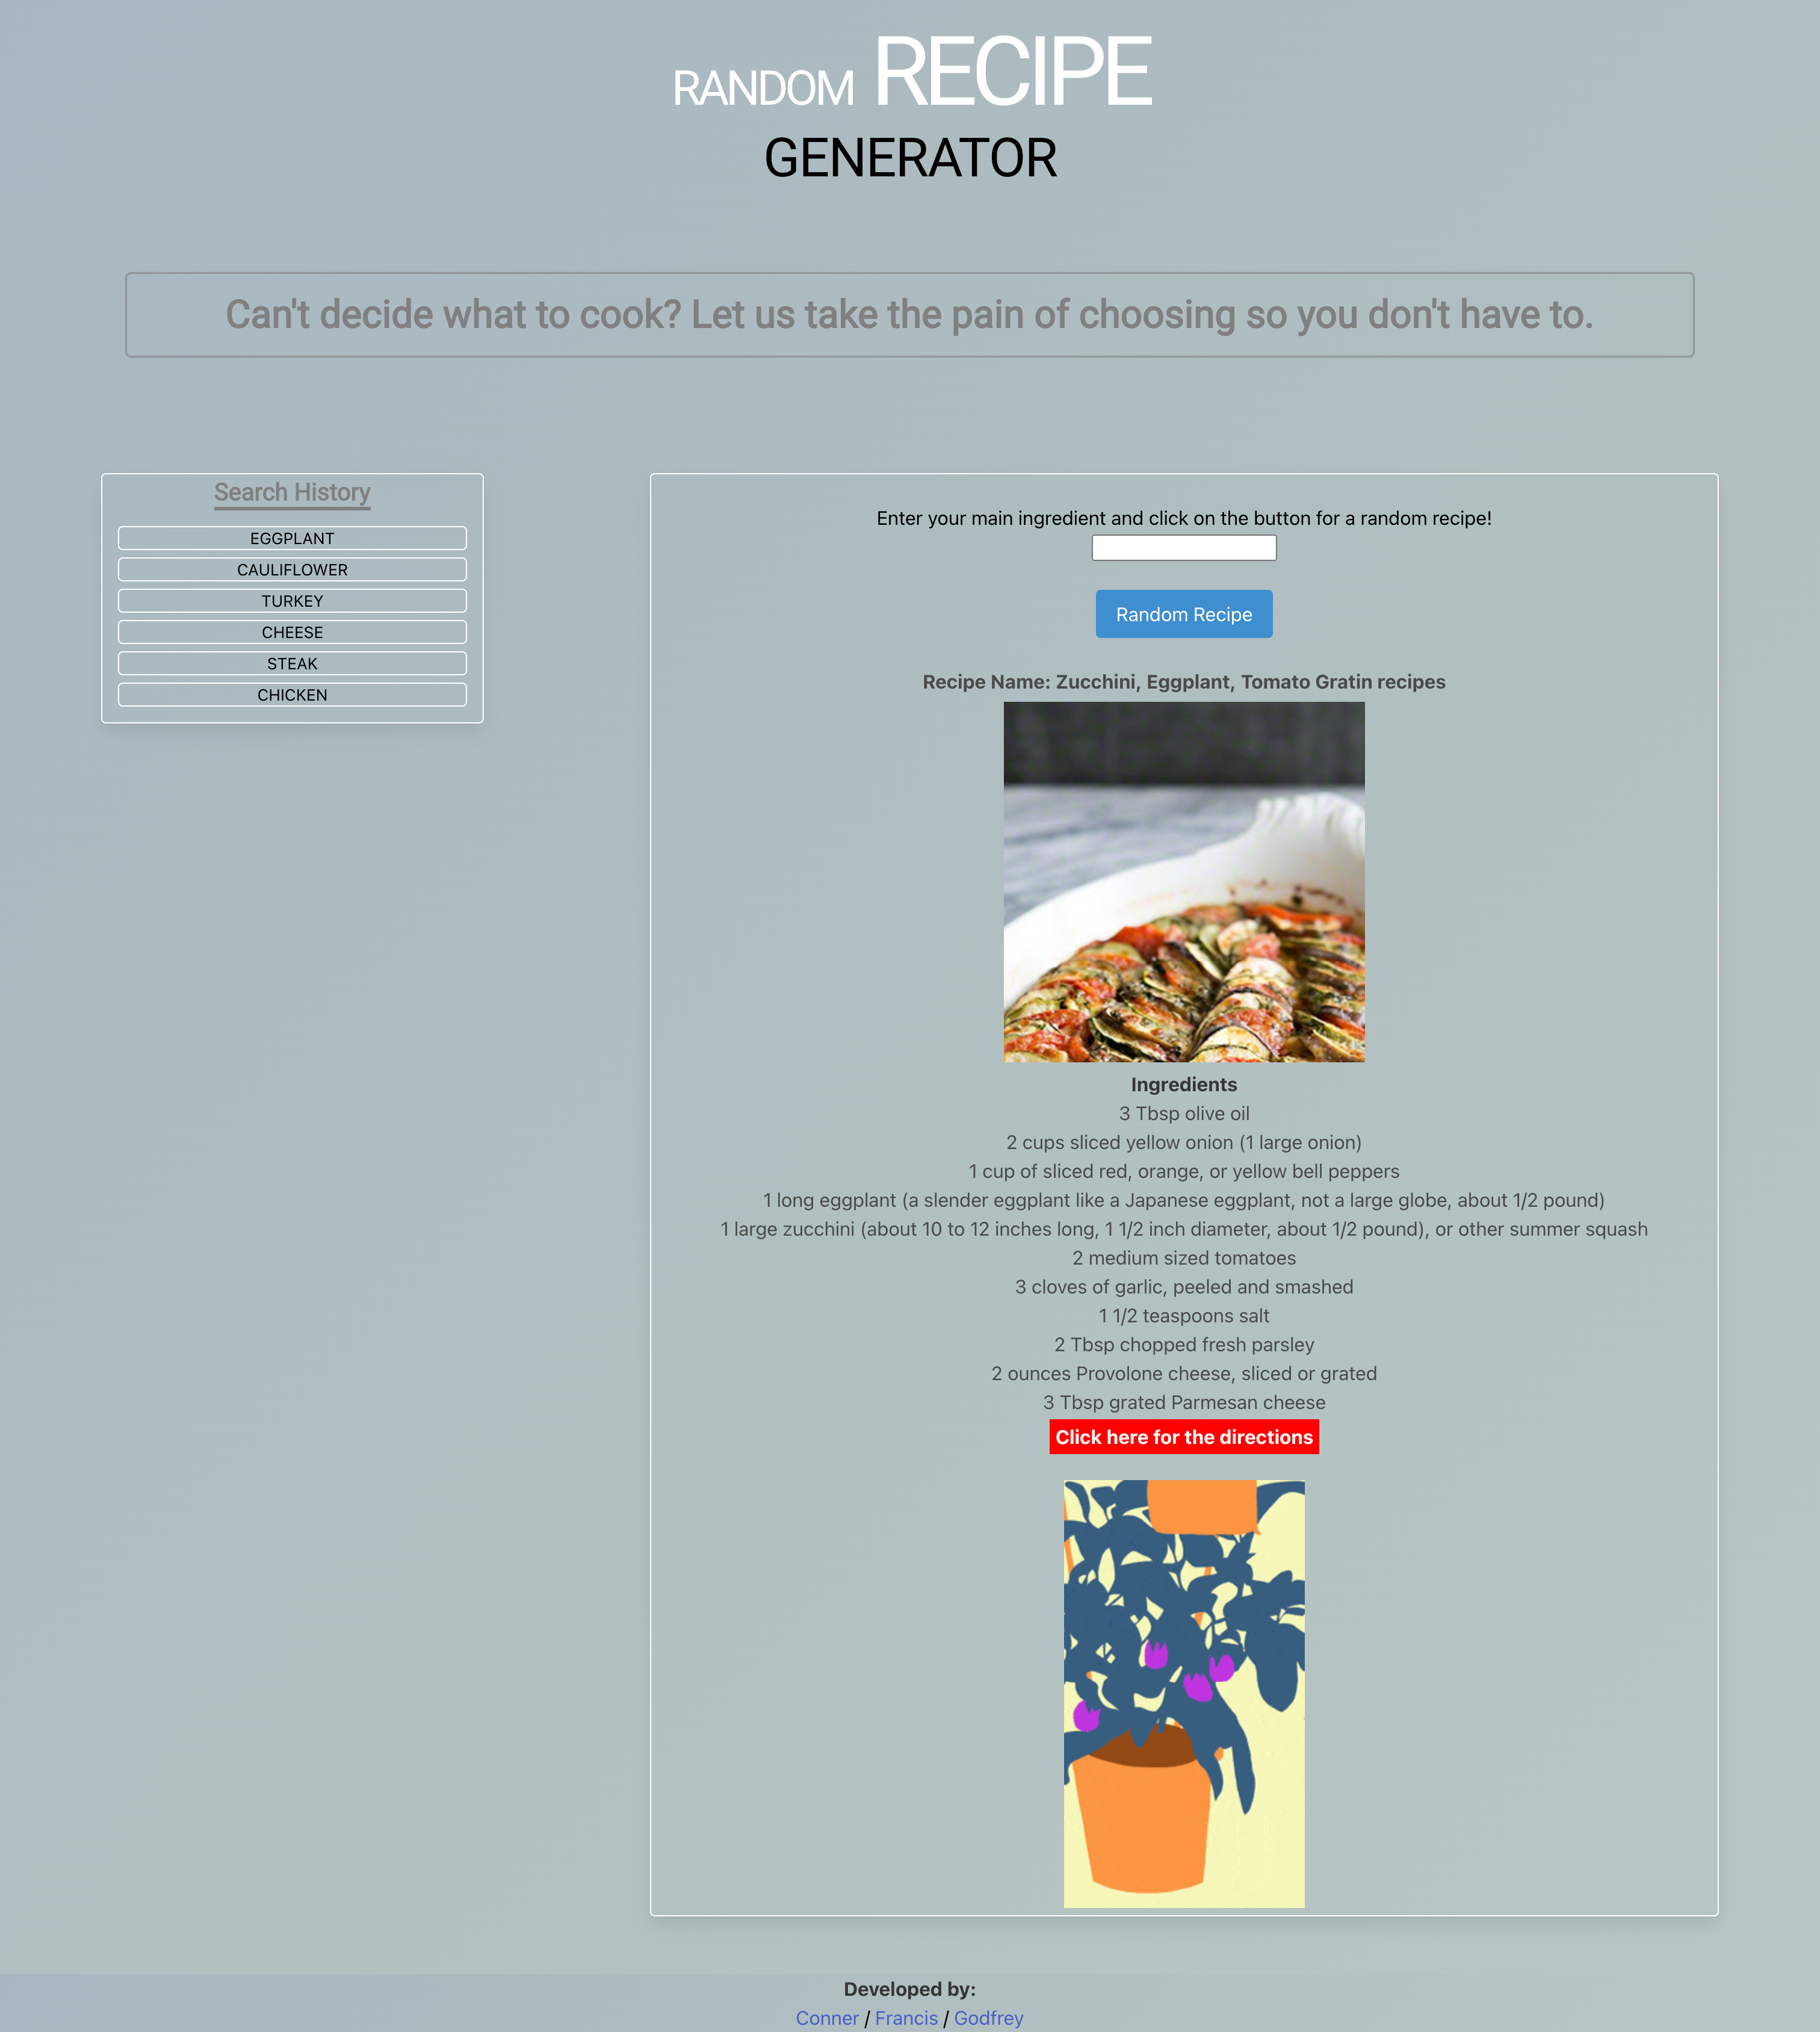 RANDOM RECIPE
GENERATOR
Can't decide what to cook? Let us take the pain of choosing so you don't have to.
Search History
EGGPLANT
CAULIFLOWER
TURKEY
CHEESE
STEAK
CHICKEN
Enter your main ingredient and click on the button for a random recipe!
Random Recipe
Recipe Name: Zucchini, Eggplant, Tomato Gratin recipes
Ingredients
3 Tbsp olive oil
2 cups sliced yellow onion (1 large onion)
1 cup of sliced red, orange, or yellow bell peppers
1 long eggplant (a slender eggplant like a Japanese eggplant, not a large globe, about 1/2 pound)
1 large zucchini (about 10 to 12 inches long, 1 1/2 inch diameter, about 1/2 pound), or other summer squash
2 medium sized tomatoes
3 cloves of garlic, peeled and smashed
1 1/2 teaspoons salt
2 Tbsp chopped fresh parsley
2 ounces Provolone cheese, sliced or grated
3 Tbsp grated Parmesan cheese
Click here for the directions
Developed by:
Conner / Francis / Godfrey